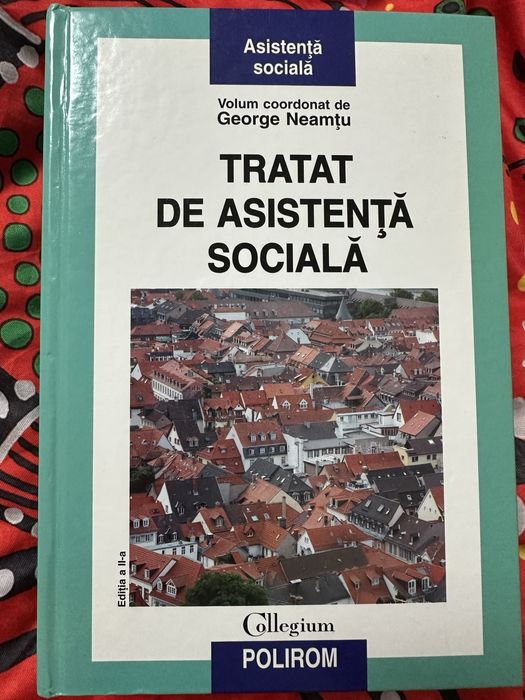 Asistență
socială
Volum coordonat de
George Neamțu
TRATAT
DE ASISTENȚĂ
SOCIALĂ
Ediția a II-a
Collegium
POLIROM